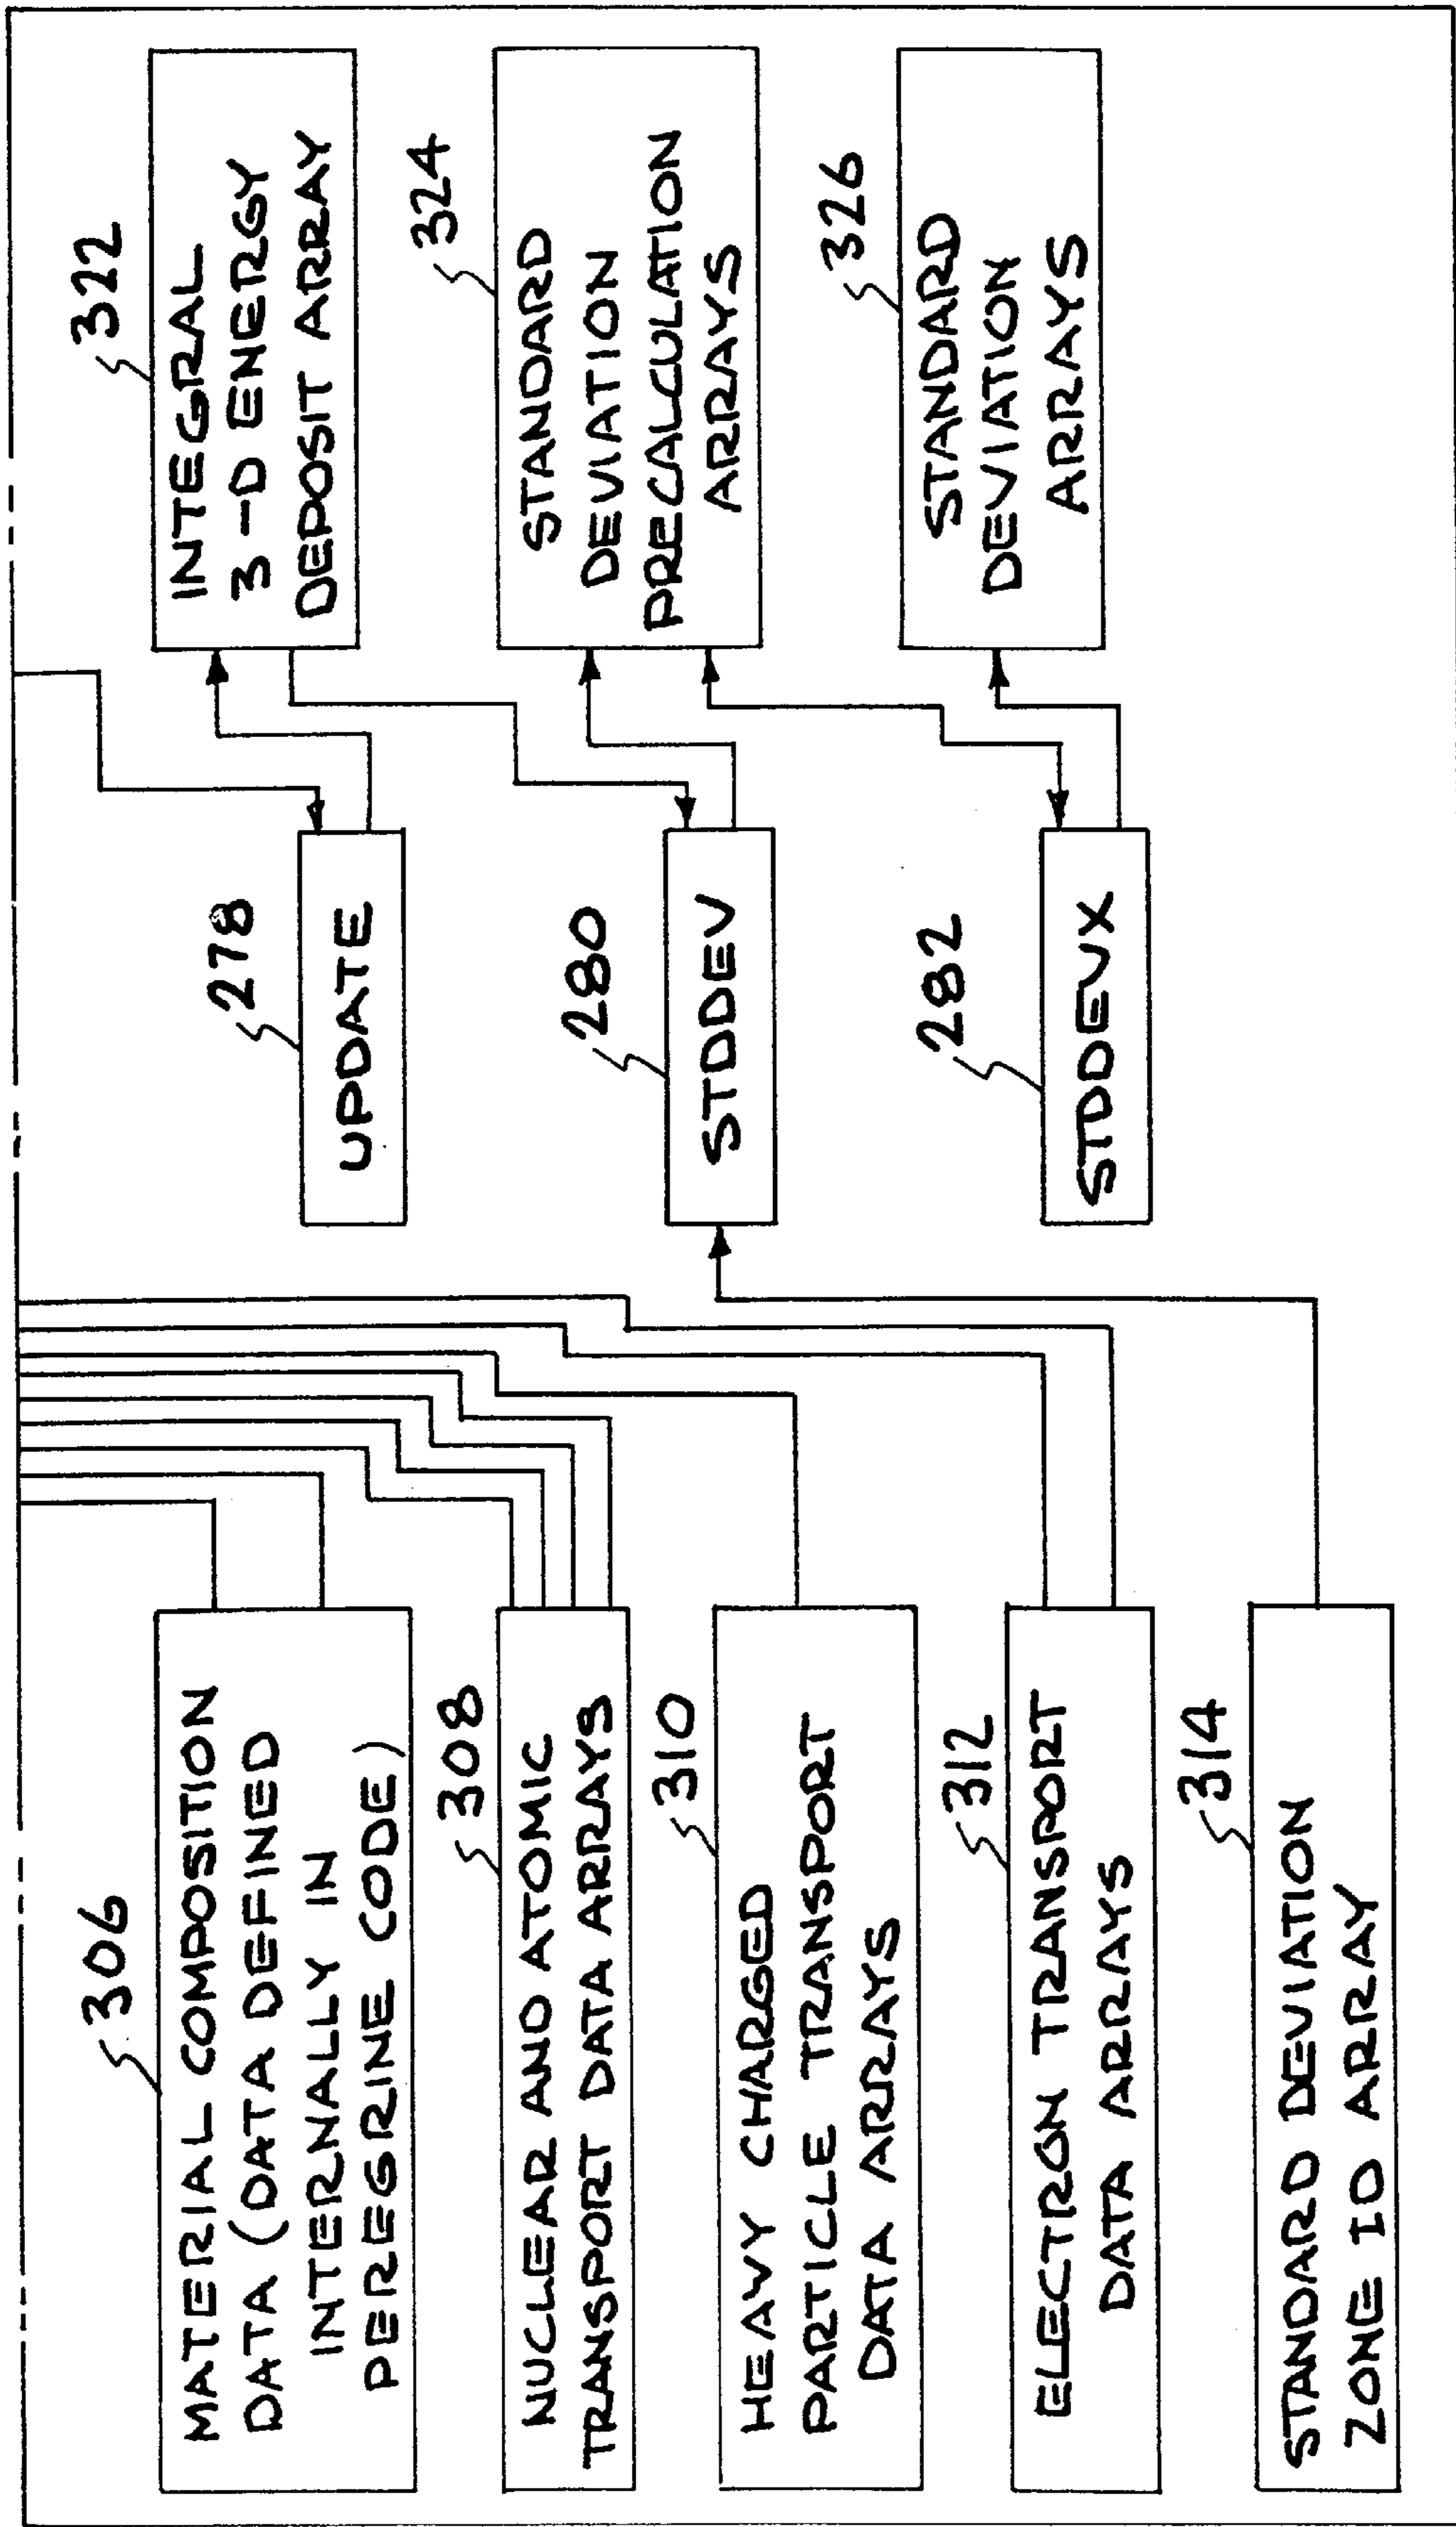 306
MATERIAL COMPOSITION
DATA (DATA DEFINED
INTERNALLY IN
PEREGRINE CODE)
308
NUCLEAR AND ATOMIC
TRANSPORT DATA ARRAYS
310
HEAVY CHARGED
PARTICLE TRANSPORT
DATA ARRAYS
312
ELECTRON TRANSPORT
DATA ARRAYS
314
STANDARD DEVIATION
ZONE ID ARRAY
278
UPDATE
280
STDDEV
282
STDDEVX
322
INTEGRAL
3-D ENERGY
DEPOSIT ARRAY
324
STANDARD
DEVIATION
PRECALCULATION
ARRAYS
326
STANDARD
DEVIATION
ARRAYS